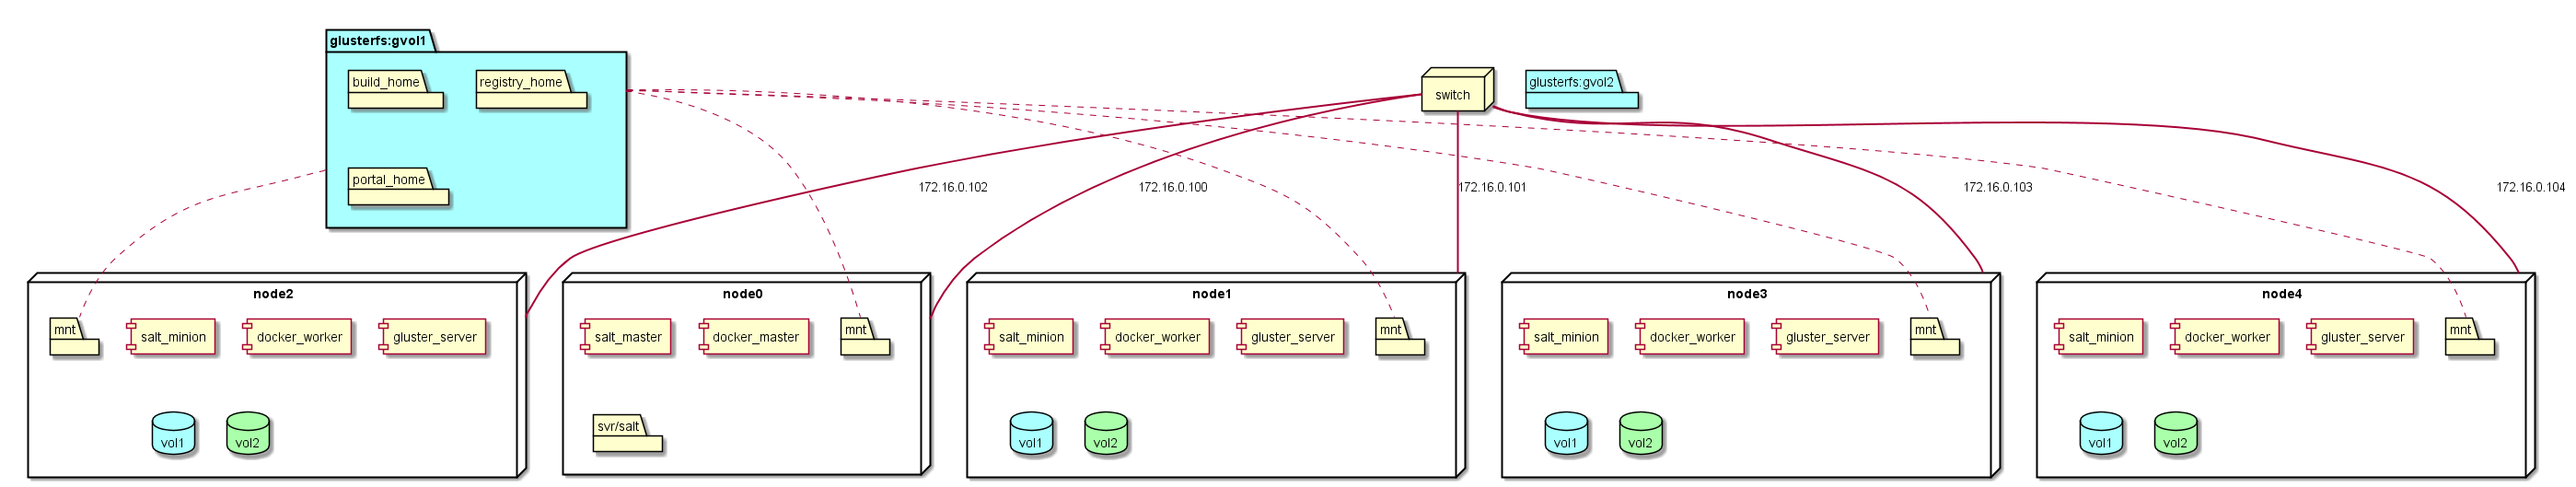 glusterfs:gvol1
build_home
registry_home
portal_home
switch
glusterfs:gvol2
172.16.0.102
172.16.0.100
172.16.0.101
172.16.0.103
172.16.0.104
node2
mnt
salt_minion
docker_worker
gluster_server
vol1
vol2
node0
salt_master
docker_master
mnt
svr/salt
node1
salt_minion
docker_worker
gluster_server
mnt
vol1
vol2
node3
salt_minion
docker_worker
gluster_server
mnt
vol1
vol2
node4
salt_minion
docker_worker
gluster_server
mnt
vol1
vol2